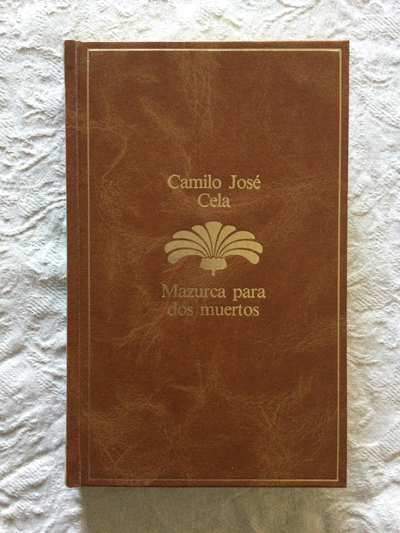 Camilo José
Cela
Mazurca para
dos muertos